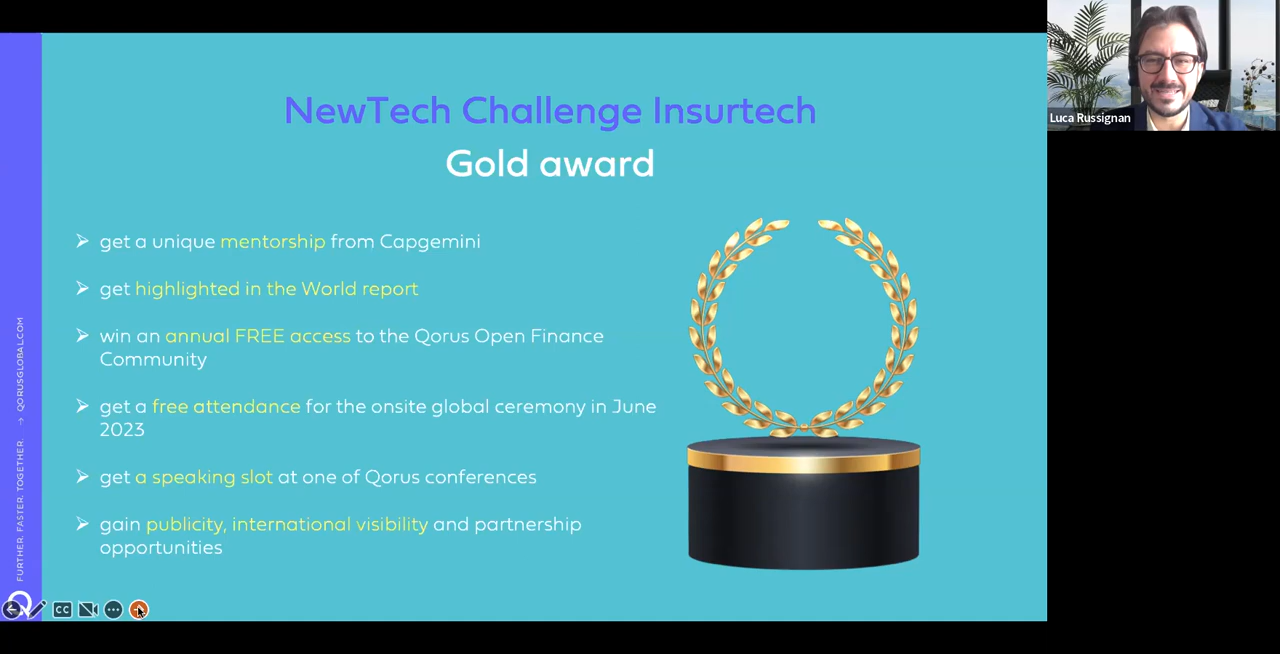 NewTech Challenge Insurtech
Gold award
➢ get a unique mentorship from Capgemini
➢ get highlighted in the World report
➢ win an annual FREE access to the Qorus Open Finance
Community
➢ get a free attendance for the onsite global ceremony in June
2023
➢ get a speaking slot at one of Qorus conferences
➢ gain publicity, international visibility and partnership
opportunities
FURTHER. FASTER. TOGETHER. → QORUSGLOBAL.COM
CC
Luca Russignan